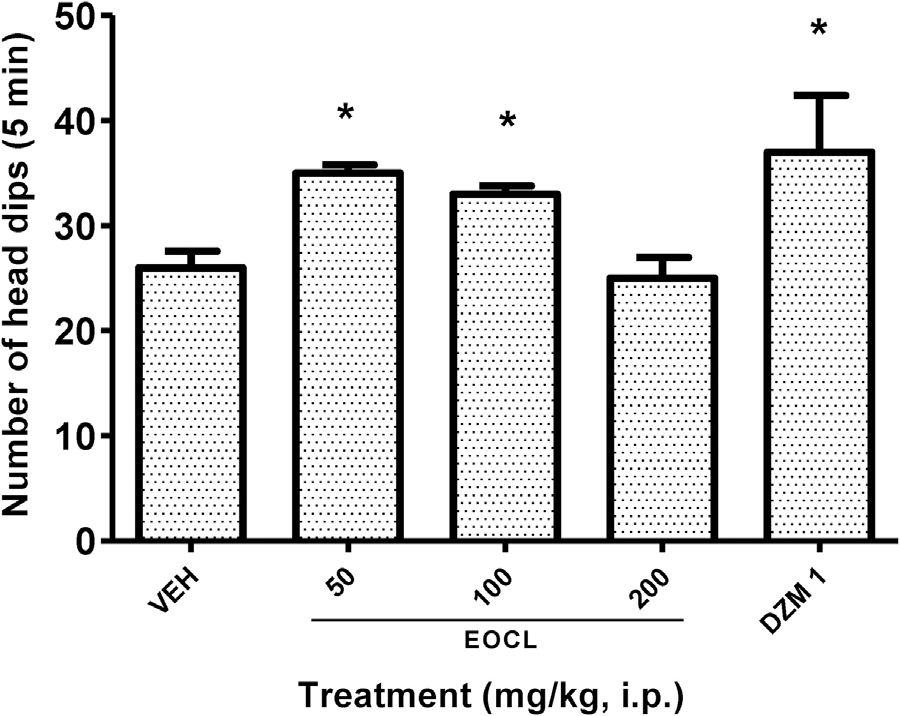 Number of head dips (5 min)
50
40
30
20
10
0
*
*
*
VEH
50
100
200
DZM 1
EOCL
Treatment (mg/kg, i.p.)